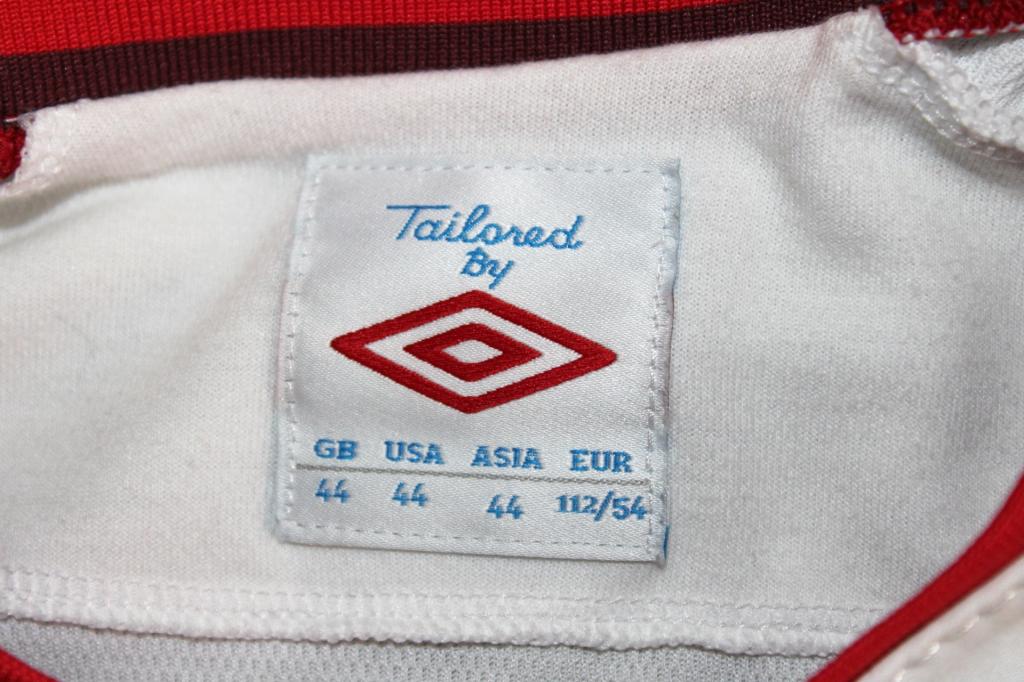 Tailored
By
GB USA ASIA EUR
44 44 44 112/54